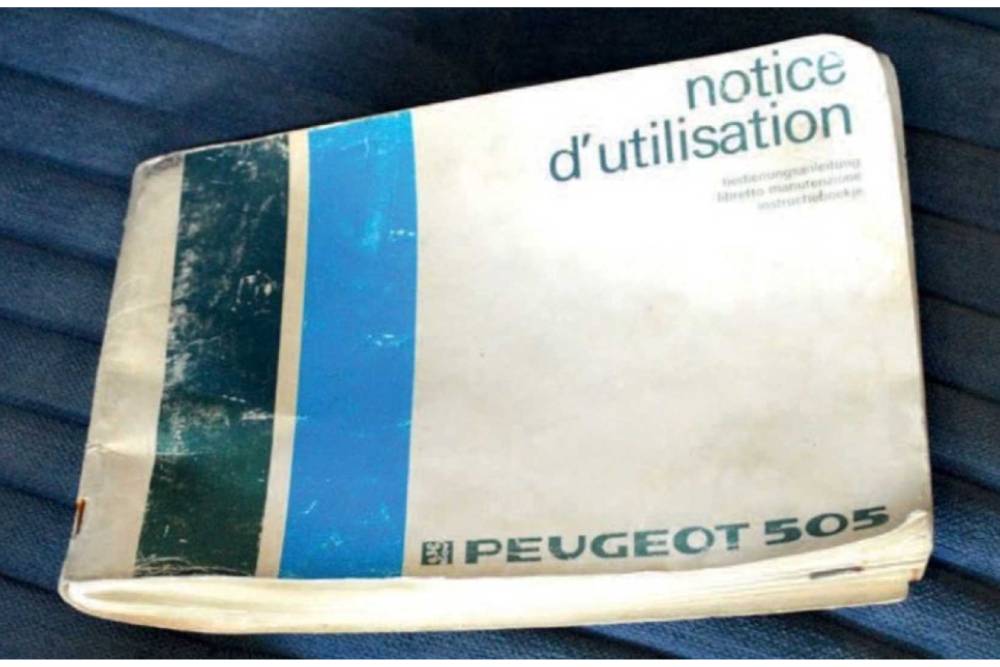 notice
d'utilisation
bedienungsanleitung
libretto manutenzione
instructieboekje
PEUGEOT 505